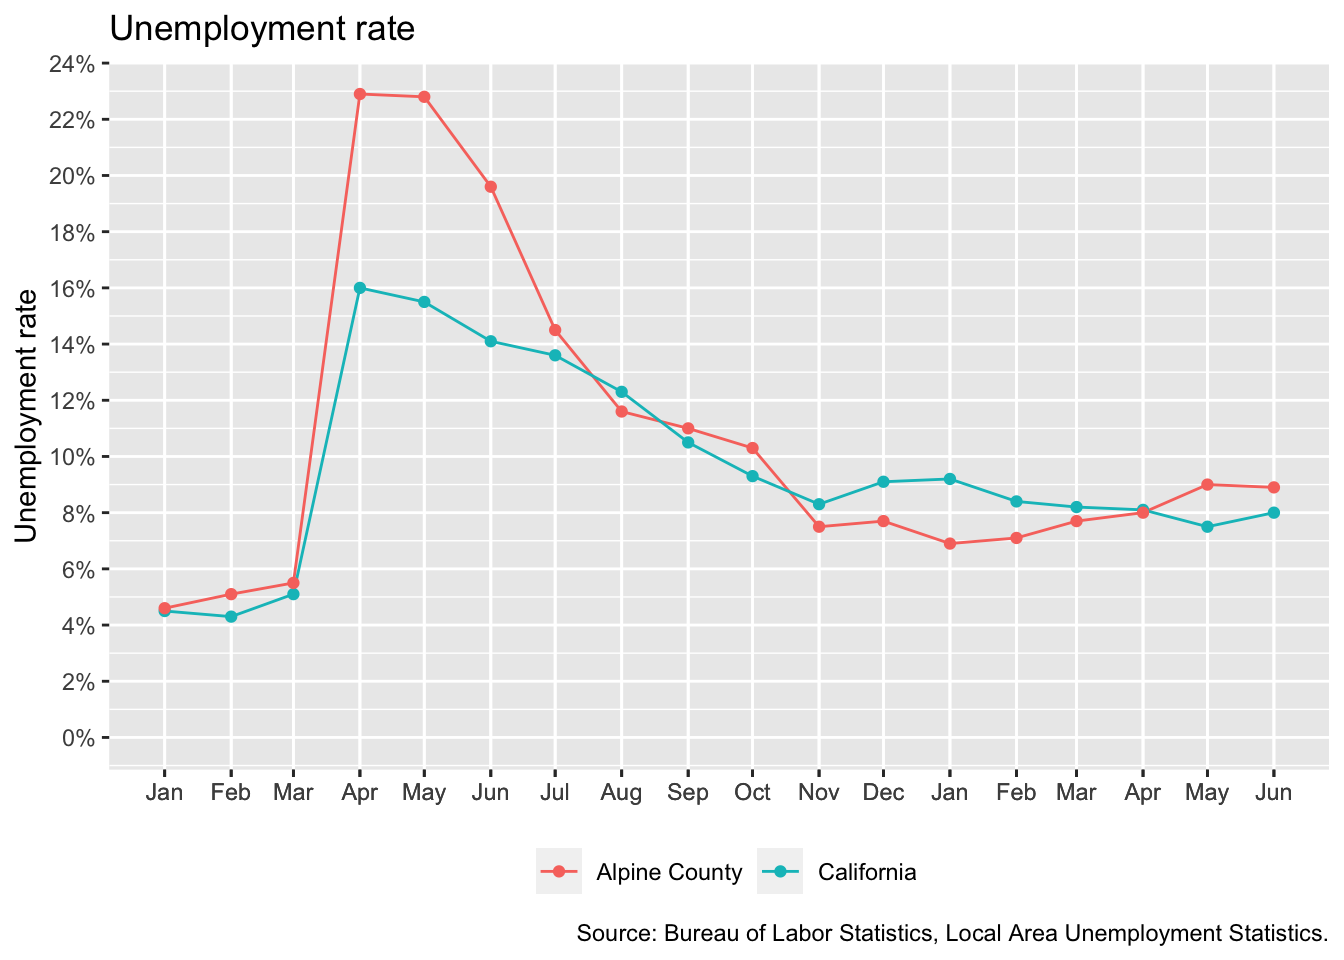 Unemployment rate
24%
22%
20%
18%
16%
14%
12%
10%
8%
6%
4%
2%
0%
Unemployment rate
Jan Feb Mar Apr May Jun Jul Aug Sep Oct Nov Dec Jan Feb Mar Apr May Jun
Alpine County California
Source: Bureau of Labor Statistics, Local Area Unemployment Statistics.